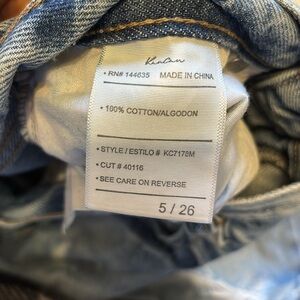 KanCan
• RN# 144635 MADE IN CHINA
• 100% COTTON/ALGODON
• STYLE / ESTILO # KC7178M
• CUT # 40116
• SEE CARE ON REVERSE
5 / 26